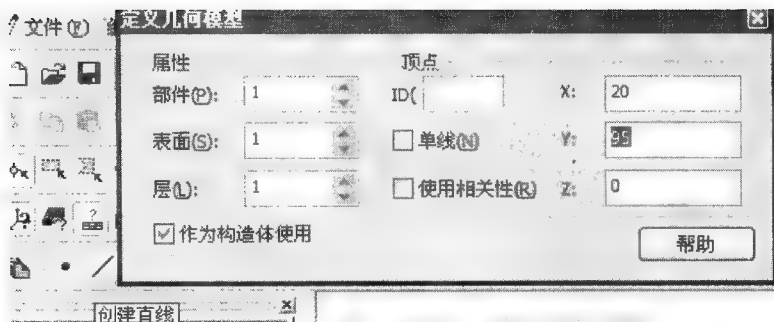 文件(F)
定义几何模型
属性
顶点
部件(P): 1
ID(
X: 20
表面(S): 1
单线(N)
Y: 95
层(L): 1
使用相关性(R)
Z: 0
作为构造体使用
帮助
创建直线